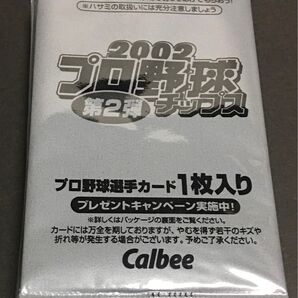 ※ハサミの取扱いには充分注意しましょう
2002
プロ野球
第2弾
チップス
プロ野球選手カード1枚入り
プレゼントキャンペーン実施中!
※詳しくはパッケージの裏面をご覧ください。
カードには万全を期しておりますが、やむを得ず若干のキズや
折れ等が発生する場合がございます。予めご了承ください。
Calbee